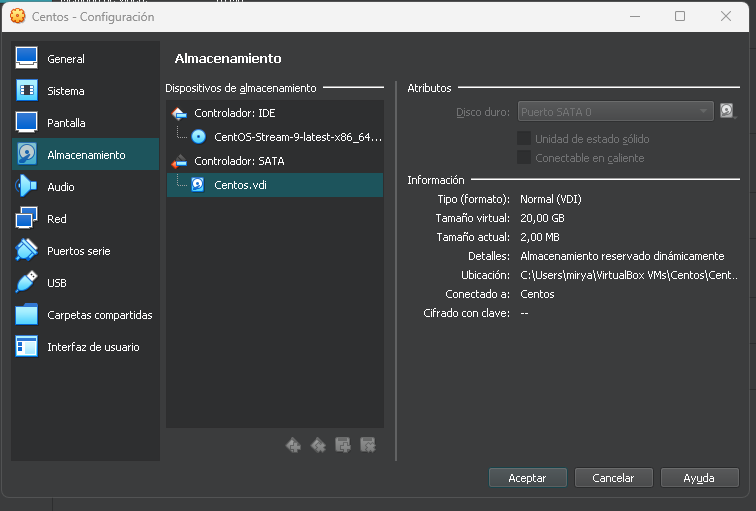 Centos - Configuración
General
Sistema
Pantalla
Almacenamiento
Audio
Red
Puertos serie
USB
Carpetas compartidas
Interfaz de usuario
Almacenamiento
Dispositivos de almacenamiento
Controlador: IDE
CentOS-Stream-9-latest-x86_64...
Controlador: SATA
Centos.vdi
Atributos
Disco duro: Puerto SATA 0
Unidad de estado sólido
Conectable en caliente
Información
Tipo (formato): Normal (VDI)
Tamaño virtual: 20,00 GB
Tamaño actual: 2,00 MB
Detalles: Almacenamiento reservado dinámicamente
Ubicación: C:\Users\mirya\VirtualBox VMs\Centos\Cent...
Conectado a: Centos
Cifrado con clave: --
Aceptar
Cancelar
Ayuda